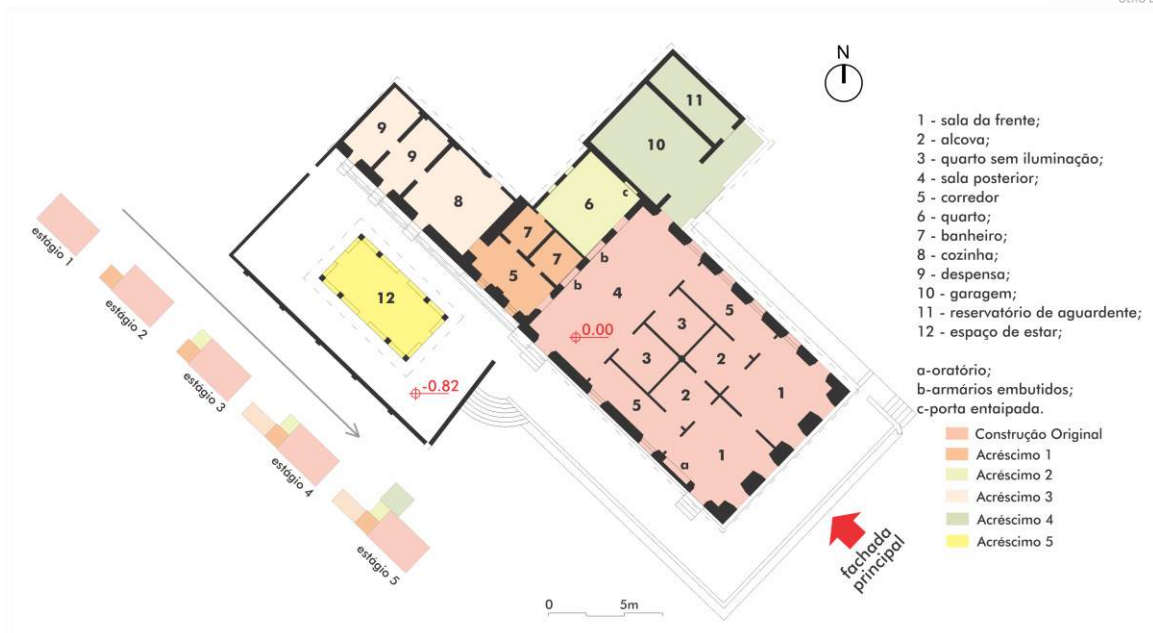 N
1 - sala da frente;
2 - alcova;
3 - quarto sem iluminação;
4 - sala posterior;
5 - corredor
6 - quarto;
7 - banheiro;
8 - cozinha;
9 - despensa;
10 - garagem;
11 - reservatório de aguardente;
12 - espaço de estar;
a-oratório;
b-armários embutidos;
c-porta entaipada.
Construção Original
Acréscimo 1
Acréscimo 2
Acréscimo 3
Acréscimo 4
Acréscimo 5
estágio 1
estágio 2
estágio 3
estágio 4
estágio 5
9
9
8
7
7
5
6
c
b
b
10
11
12
4
0.00
-0.82
5
3
3
2
2
5
1
1
a
fachada
principal
0 5m